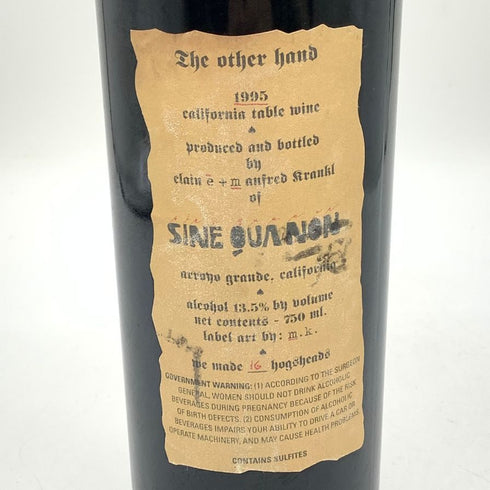 The other hand
1995
california table wine
produced and bottled
by
elain e + m anfred Krankl
of
SINE QUA NON
arroyo grande, california
alcohol 13.5% by volume
net contents - 750 ml.
label art by: m.k.
we made 16 hogsheads
GOVERNMENT WARNING: (1) ACCORDING TO THE SURGEON
GENERAL, WOMEN SHOULD NOT DRINK ALCOHOLIC
BEVERAGES DURING PREGNANCY BECAUSE OF THE RISK
OF BIRTH DEFECTS. (2) CONSUMPTION OF ALCOHOLIC
BEVERAGES IMPAIRS YOUR ABILITY TO DRIVE A CAR OR
OPERATE MACHINERY, AND MAY CAUSE HEALTH PROBLEMS.
CONTAINS SULFITES